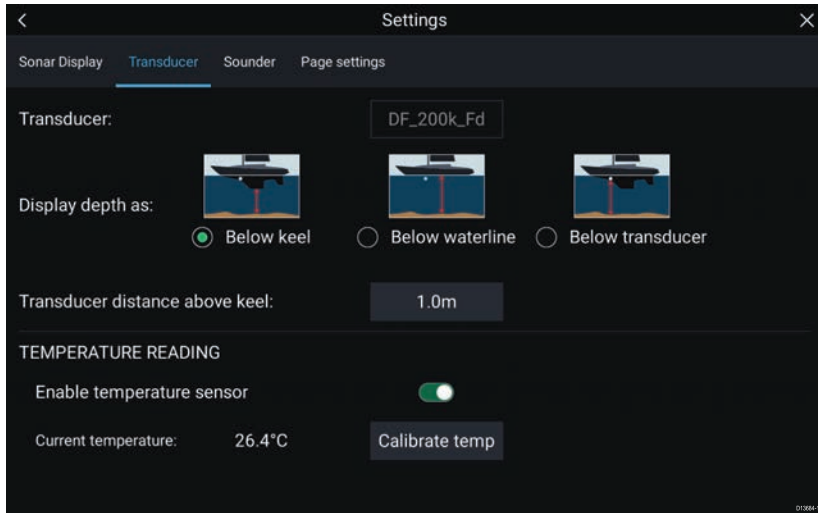 Settings
Sonar Display Transducer Sounder Page settings
Transducer: DF_200k_Fd
Display depth as:
Below keel Below waterline Below transducer
Transducer distance above keel: 1.0m
TEMPERATURE READING
Enable temperature sensor
Current temperature: 26.4°C Calibrate temp